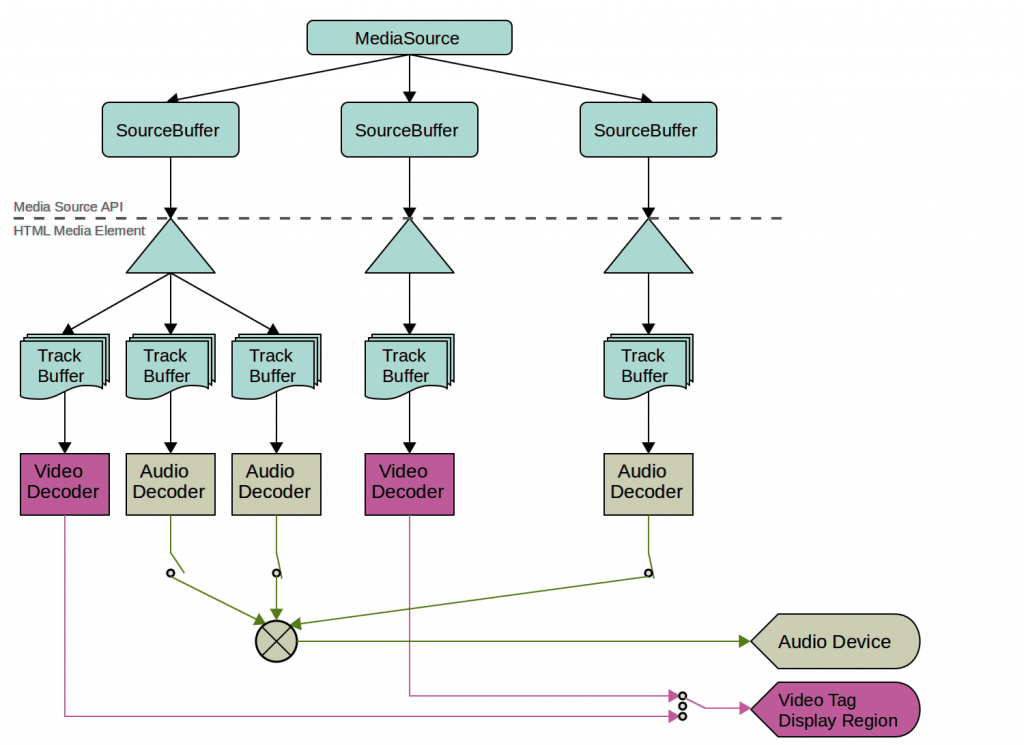 MediaSource
SourceBuffer
SourceBuffer
SourceBuffer
Media Source API
HTML Media Element
Track
Buffer
Track
Buffer
Track
Buffer
Track
Buffer
Track
Buffer
Video
Decoder
Audio
Decoder
Audio
Decoder
Video
Decoder
Audio
Decoder
Audio Device
Video Tag
Display Region